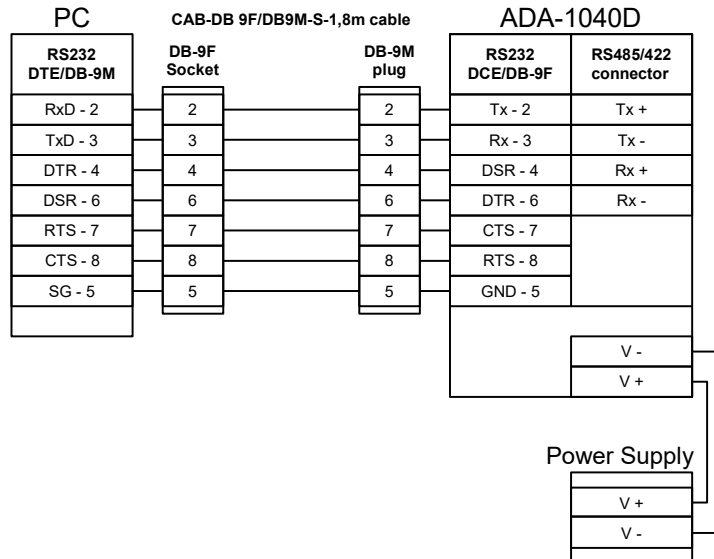 PC CAB-DB 9F/DB9M-S-1,8m cable ADA-1040D
RS232 DTE/DB-9M DB-9F Socket DB-9M plug RS232 DCE/DB-9F RS485/422 connector
RxD - 2 2 2 Tx - 2 Tx +
TxD - 3 3 3 Rx - 3 Tx -
DTR - 4 4 4 DSR - 4 Rx +
DSR - 6 6 6 DTR - 6 Rx -
RTS - 7 7 7 CTS - 7
CTS - 8 8 8 RTS - 8
SG - 5 5 5 GND - 5
V -
V +
Power Supply
V +
V -